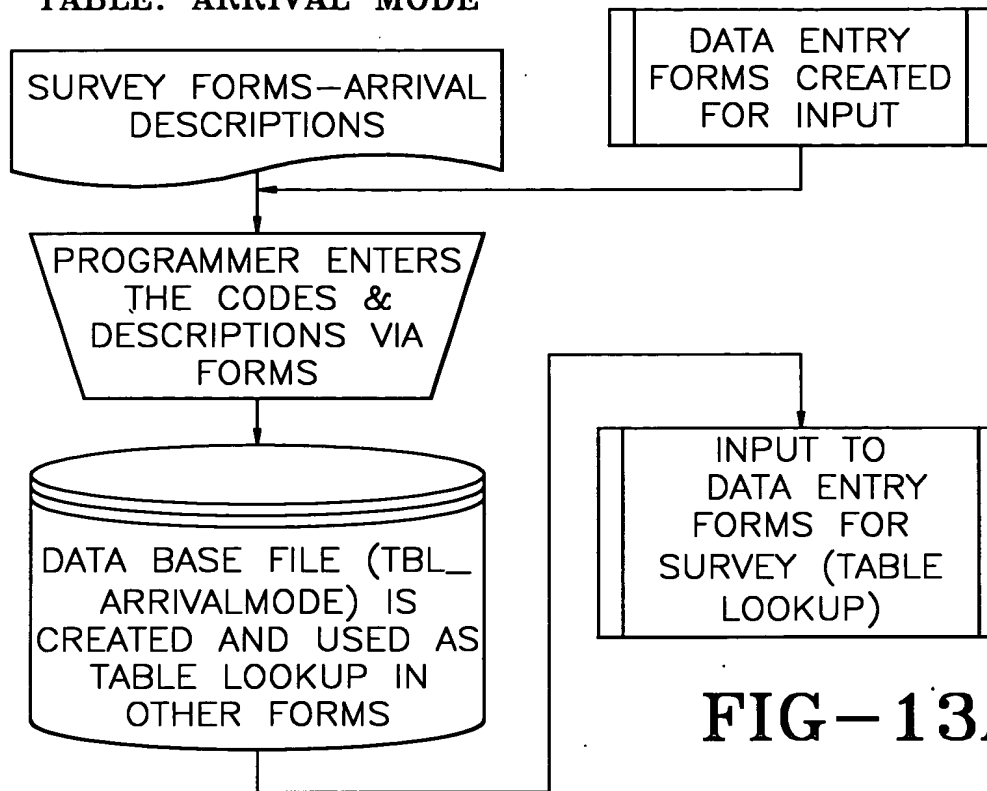 TABLE: ARRIVAL MODE
SURVEY FORMS-ARRIVAL
DESCRIPTIONS
DATA ENTRY
FORMS CREATED
FOR INPUT
PROGRAMMER ENTERS
THE CODES &
DESCRIPTIONS VIA
FORMS
DATA BASE FILE (TBL_
ARRIVALMODE) IS
CREATED AND USED AS
TABLE LOOKUP IN
OTHER FORMS
INPUT TO
DATA ENTRY
FORMS FOR
SURVEY (TABLE
LOOKUP)
FIG-13A